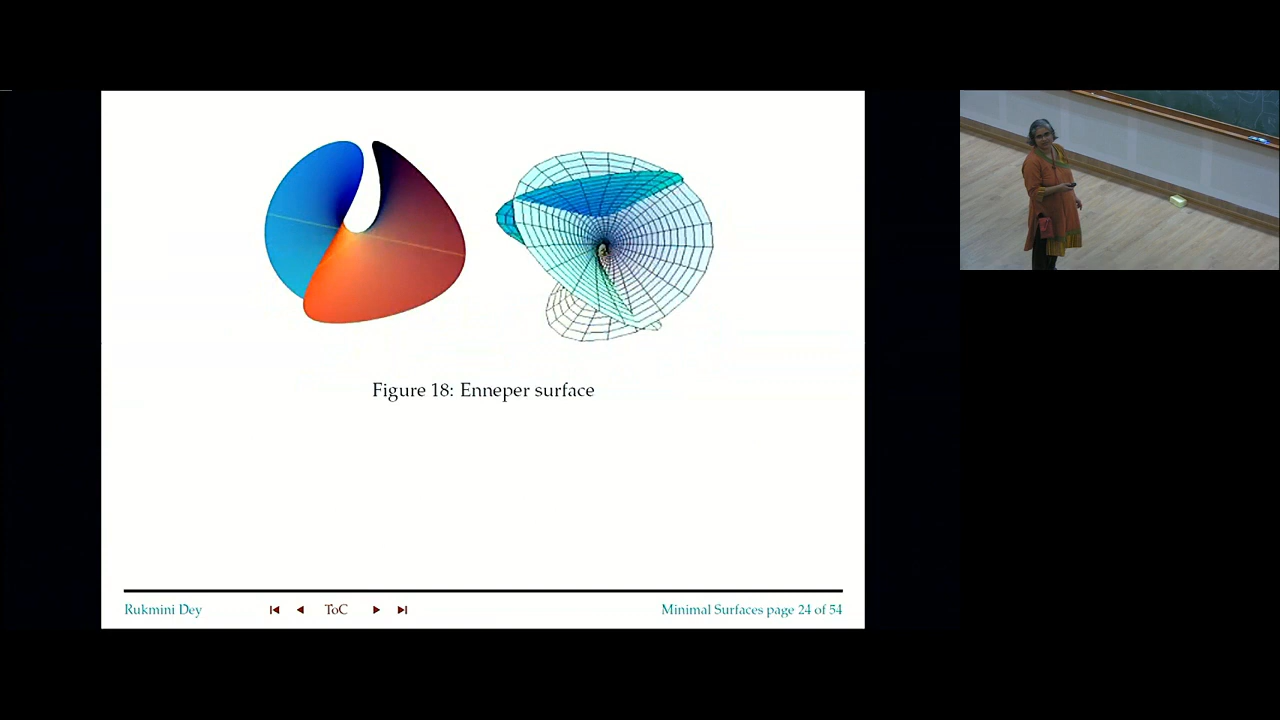 Figure 18: Enneper surface
Rukmini Dey
ToC
Minimal Surfaces page 24 of 54